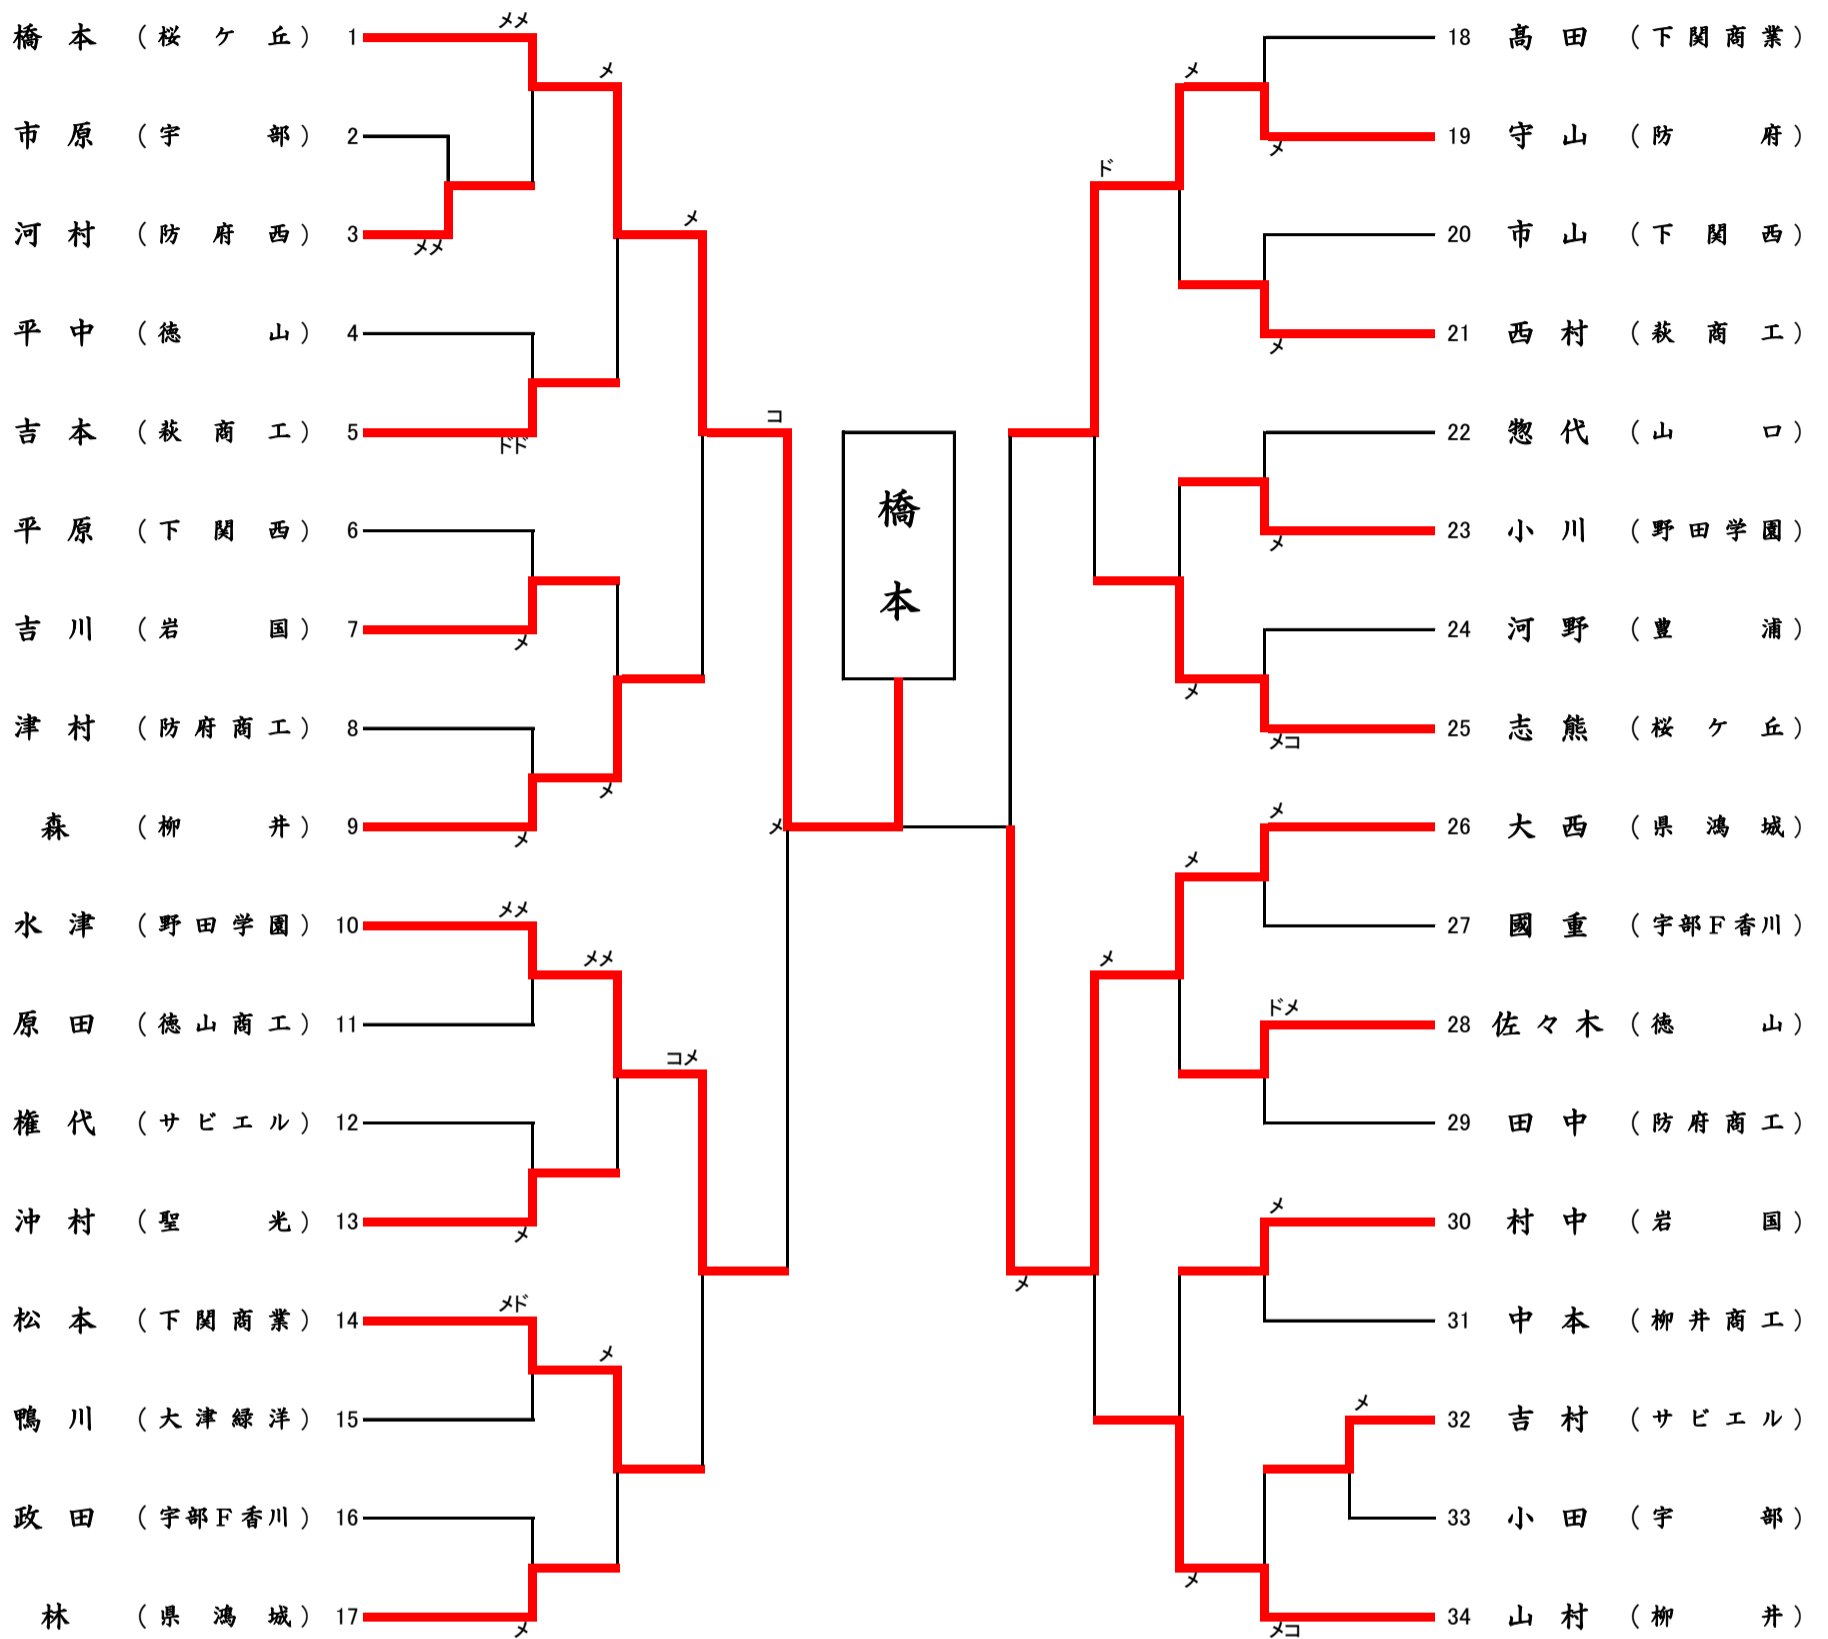 橋本 （桜ケ丘） 1
市原 （宇部） 2
河村 （防府西） 3
平中 （徳山） 4
吉本 （萩商工） 5
平原 （下関西） 6
吉川 （岩国） 7
津村 （防府商工） 8
森 （柳井） 9
水津 （野田学園） 10
原田 （徳山商工） 11
権代 （サビエル） 12
沖村 （聖光） 13
松本 （下関商業） 14
鴨川 （大津緑洋） 15
政田 （宇部F香川） 16
林 （県鴻城） 17
メメ
メ
メメ
メ
ドド
コ
メ
メ
メ
メ
メメ
メメ
コメ
メ
メド
メ
メ
橋本
メ
メ
ド
メ
メ
メ
メコ
メ
メ
メ
ドメ
メ
メ
メ
メ
メコ
18 髙田 （下関商業）
19 守山 （防府）
20 市山 （下関西）
21 西村 （萩商工）
22 惣代 （山口）
23 小川 （野田学園）
24 河野 （豊浦）
25 志熊 （桜ケ丘）
26 大西 （県鴻城）
27 國重 （宇部F香川）
28 佐々木 （徳山）
29 田中 （防府商工）
30 村中 （岩国）
31 中本 （柳井商工）
32 吉村 （サビエル）
33 小田 （宇部）
34 山村 （柳井）